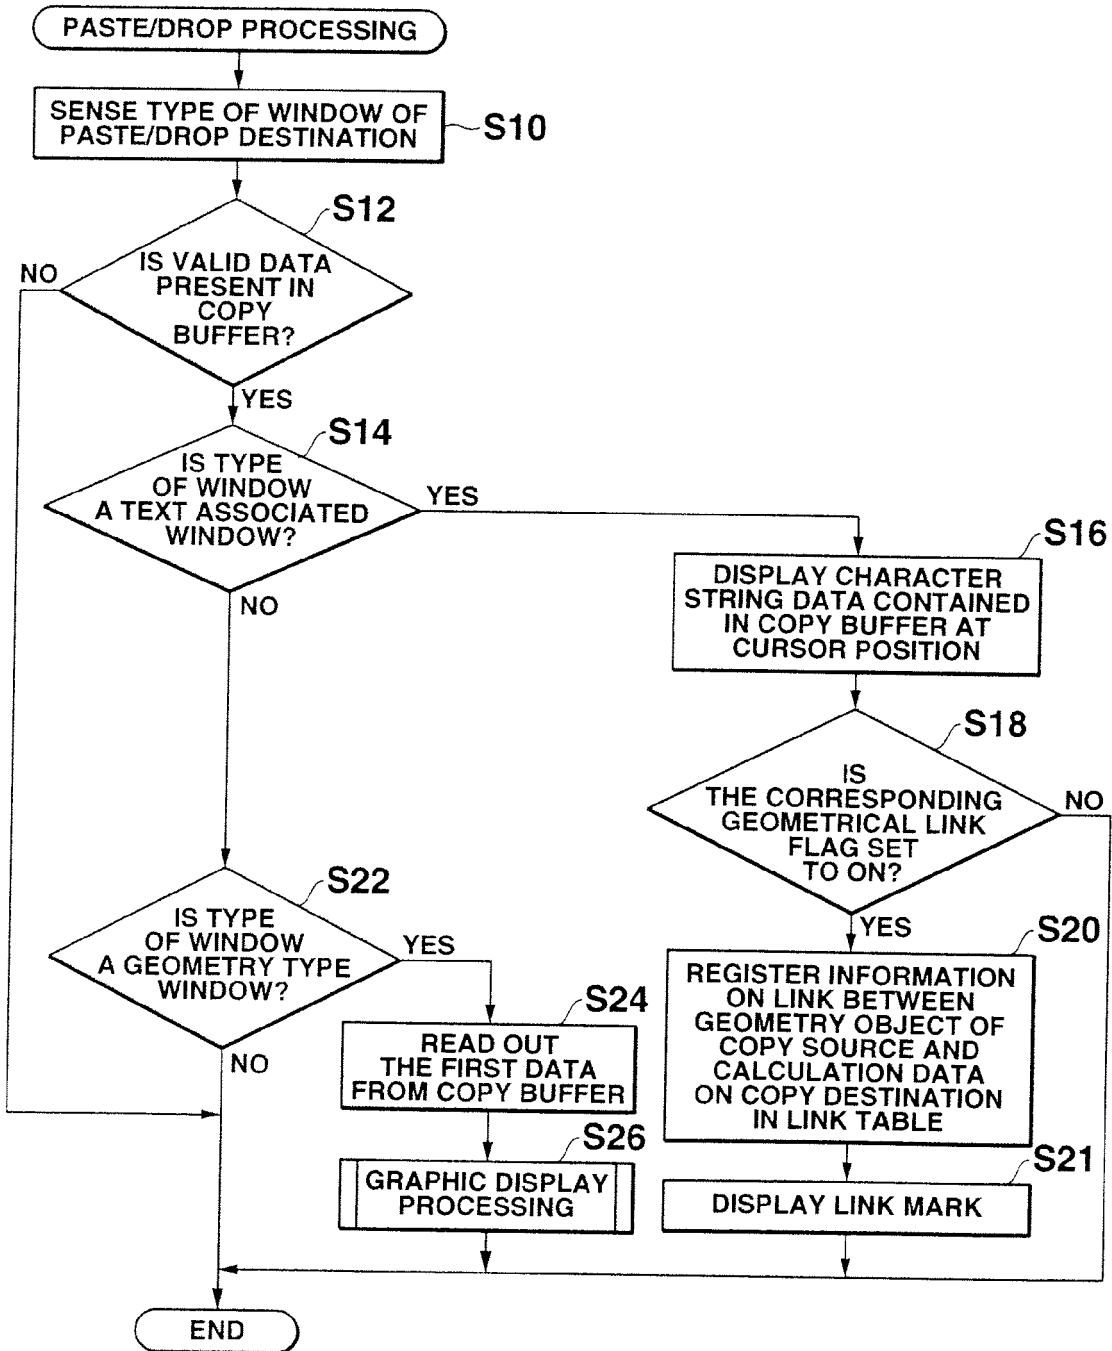 PASTE/DROP PROCESSING
SENSE TYPE OF WINDOW OF
PASTE/DROP DESTINATION
S10
S12
IS VALID DATA
PRESENT IN
COPY
BUFFER?
NO
YES
S14
IS TYPE
OF WINDOW
A TEXT ASSOCIATED
WINDOW?
YES
NO
S16
DISPLAY CHARACTER
STRING DATA CONTAINED
IN COPY BUFFER AT
CURSOR POSITION
S18
IS
THE CORRESPONDING
GEOMETRICAL LINK
FLAG SET
TO ON?
NO
YES
S20
REGISTER INFORMATION
ON LINK BETWEEN
GEOMETRY OBJECT OF
COPY SOURCE AND
CALCULATION DATA
ON COPY DESTINATION
IN LINK TABLE
S21
DISPLAY LINK MARK
S22
IS TYPE
OF WINDOW
A GEOMETRY TYPE
WINDOW?
YES
NO
S24
READ OUT
THE FIRST DATA
FROM COPY BUFFER
S26
GRAPHIC DISPLAY
PROCESSING
END